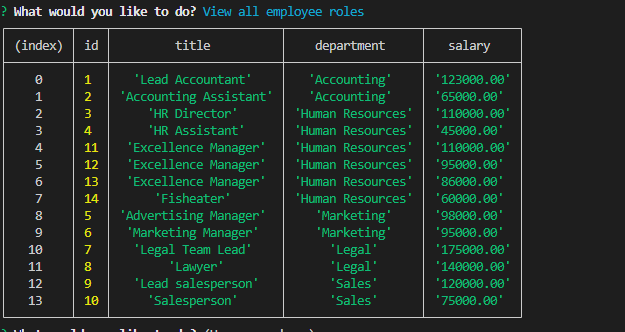 ? What would you like to do? View all employee roles
(index) id title department salary
0 1 'Lead Accountant' 'Accounting' '123000.00'
1 2 'Accounting Assistant' 'Accounting' '65000.00'
2 3 'HR Director' 'Human Resources' '110000.00'
3 4 'HR Assistant' 'Human Resources' '45000.00'
4 11 'Excellence Manager' 'Human Resources' '110000.00'
5 12 'Excellence Manager' 'Human Resources' '95000.00'
6 13 'Excellence Manager' 'Human Resources' '86000.00'
7 14 'Fisheater' 'Human Resources' '60000.00'
8 5 'Advertising Manager' 'Marketing' '98000.00'
9 6 'Marketing Manager' 'Marketing' '95000.00'
10 7 'Legal Team Lead' 'Legal' '175000.00'
11 8 'Lawyer' 'Legal' '140000.00'
12 9 'Lead salesperson' 'Sales' '120000.00'
13 10 'Salesperson' 'Sales' '75000.00'